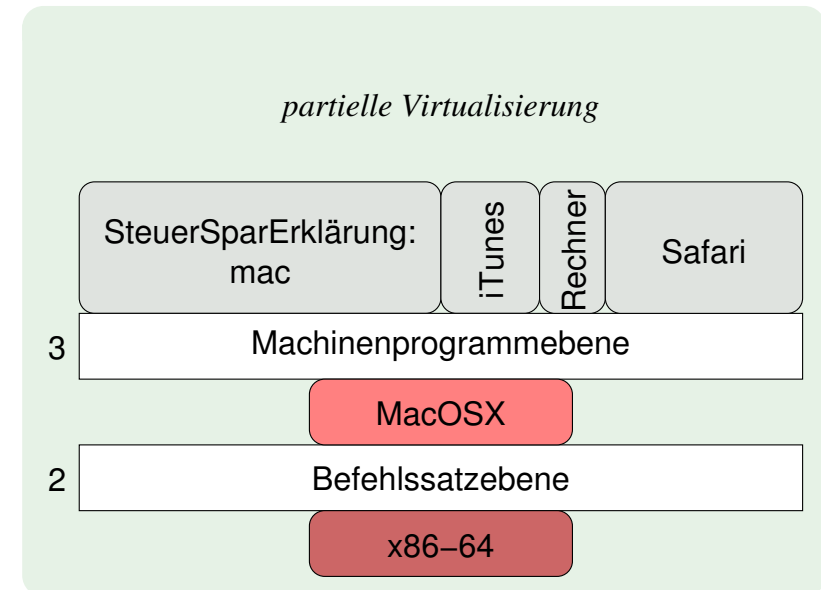 partielle Virtualisierung
SteuerSparErklärung:
mac
iTunes
Rechner
Safari
3
Machinenprogrammebene
MacOSX
2
Befehlssatzebene
x86−64